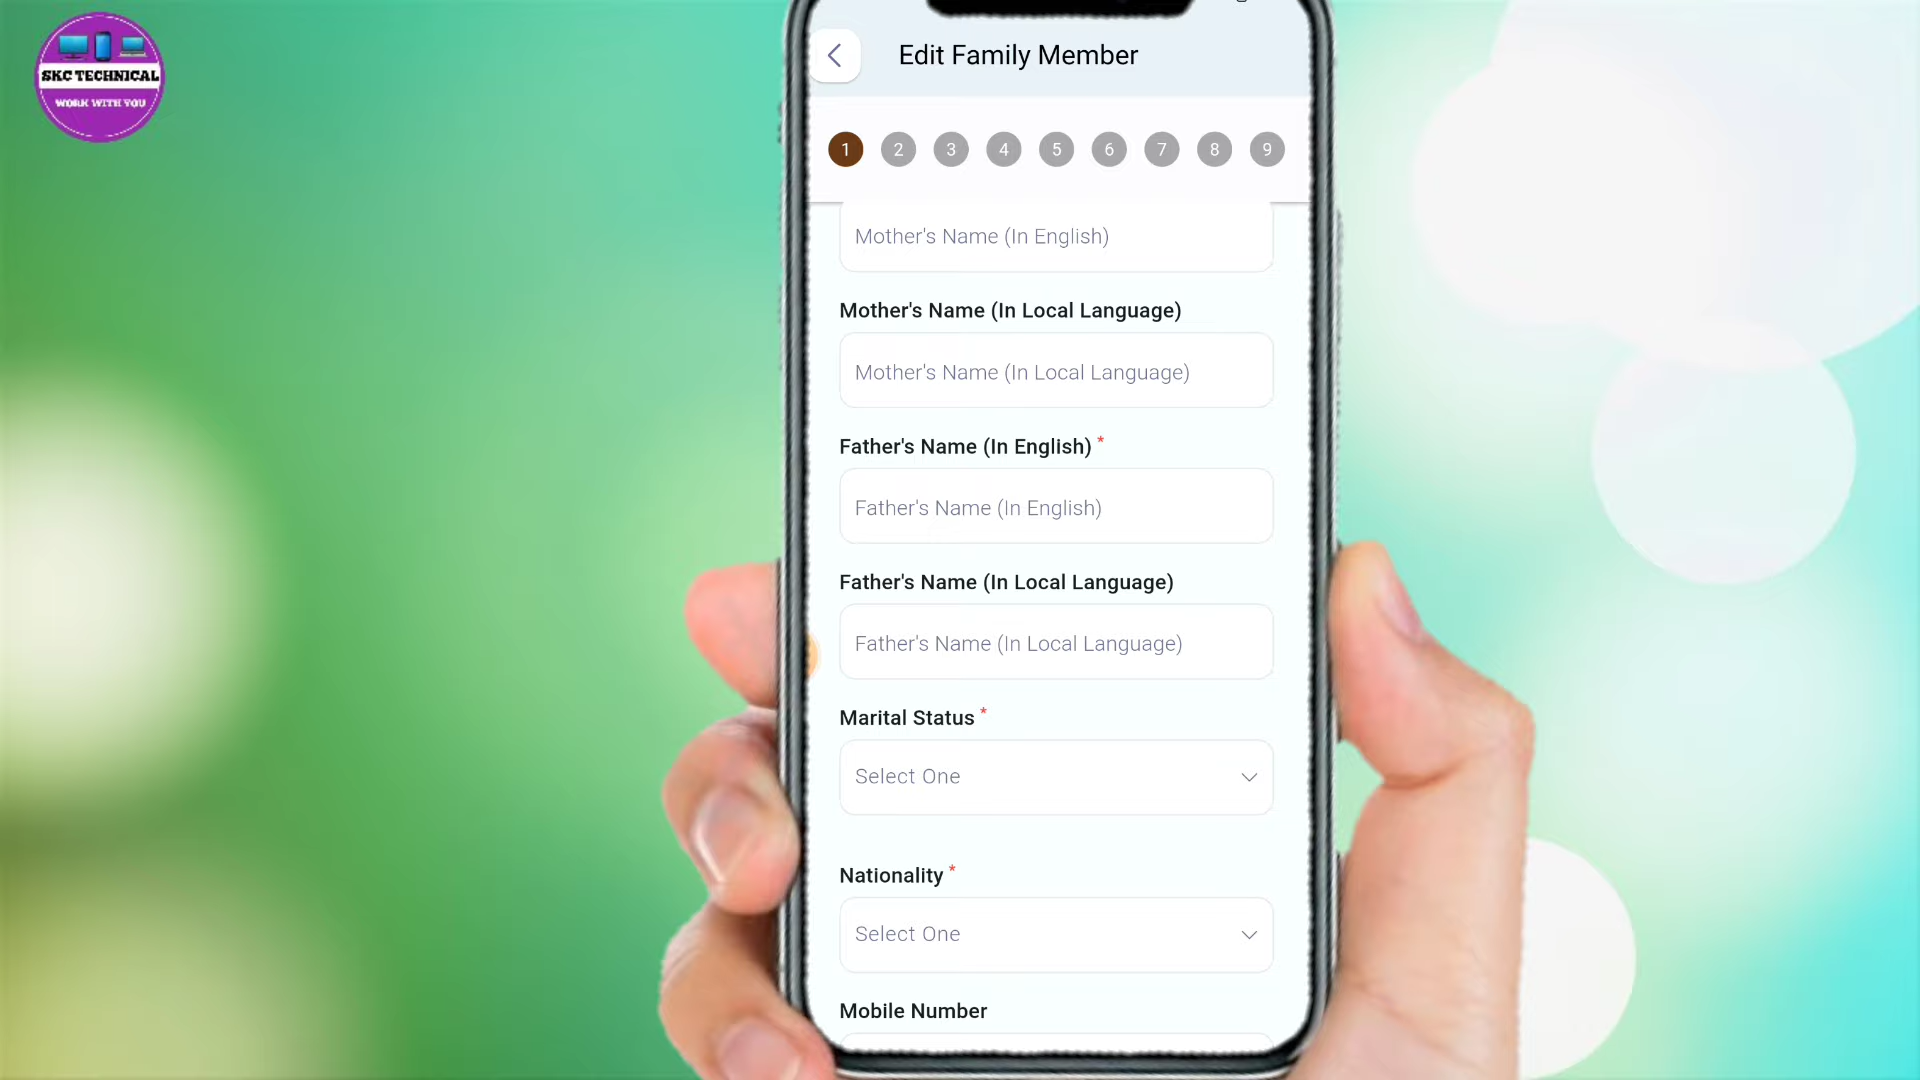 SKC TECHNICAL
WORK WITH YOU
Edit Family Member
1 2 3 4 5 6 7 8 9
Mother's Name (In English)
Mother's Name (In Local Language)
Mother's Name (In Local Language)
Father's Name (In English) *
Father's Name (In English)
Father's Name (In Local Language)
Father's Name (In Local Language)
Marital Status *
Select One
Nationality *
Select One
Mobile Number